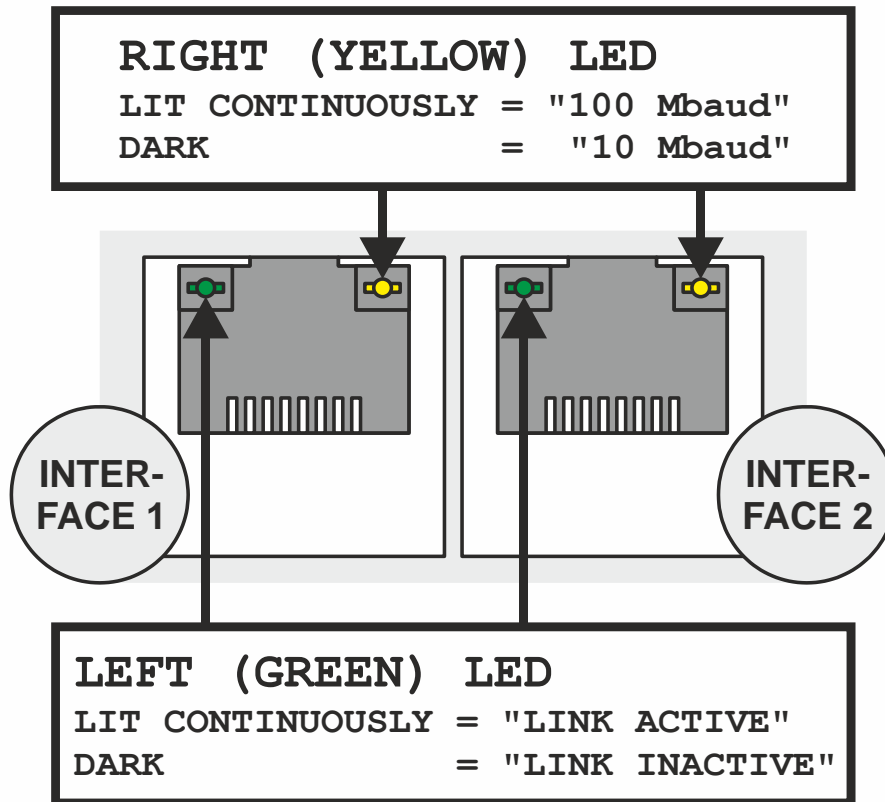 RIGHT (YELLOW) LED
LIT CONTINUOUSLY = "100 Mbaud"
DARK = "10 Mbaud"
INTER-
FACE 1
INTER-
FACE 2
LEFT (GREEN) LED
LIT CONTINUOUSLY = "LINK ACTIVE"
DARK = "LINK INACTIVE"